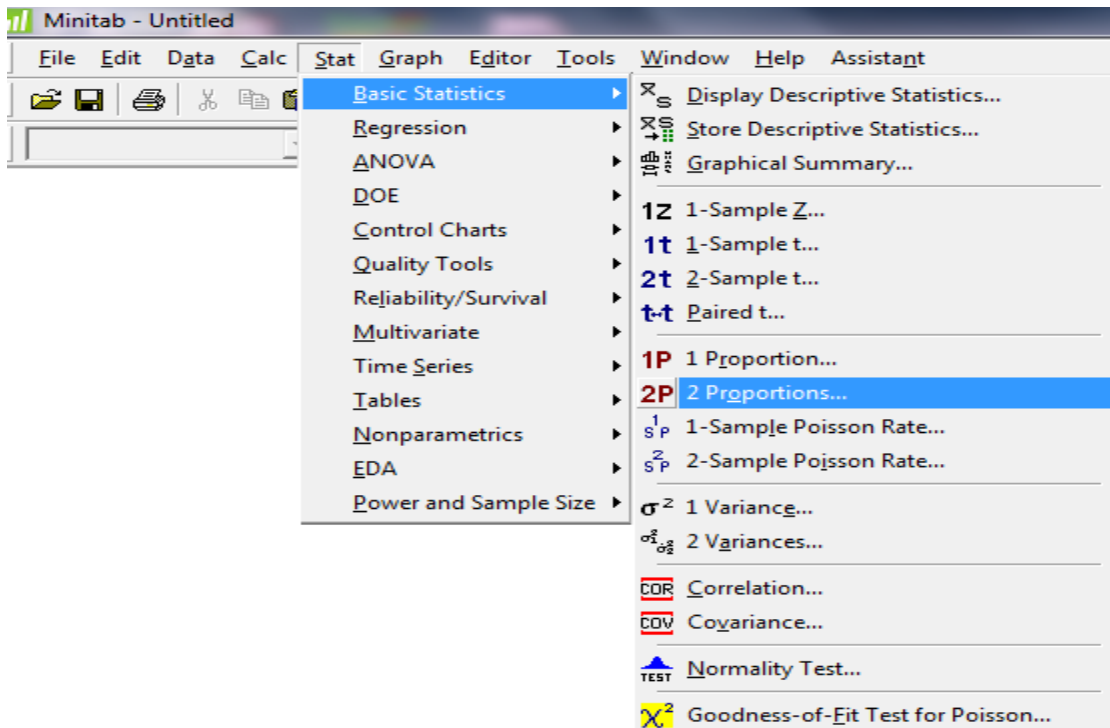 Minitab - Untitled
File Edit Data Calc Stat Graph Editor Tools Window Help Assistant
Basic Statistics
Regression
ANOVA
DOE
Control Charts
Quality Tools
Reliability/Survival
Multivariate
Time Series
Tables
Nonparametrics
EDA
Power and Sample Size
Display Descriptive Statistics...
Store Descriptive Statistics...
Graphical Summary...
1Z 1-Sample Z...
1t 1-Sample t...
2t 2-Sample t...
t-t Paired t...
1P 1 Proportion...
2P 2 Proportions...
1-Sample Poisson Rate...
2-Sample Poisson Rate...
σ² 1 Variance...
2 Variances...
COR Correlation...
COV Covariance...
TEST Normality Test...
χ² Goodness-of-Fit Test for Poisson...